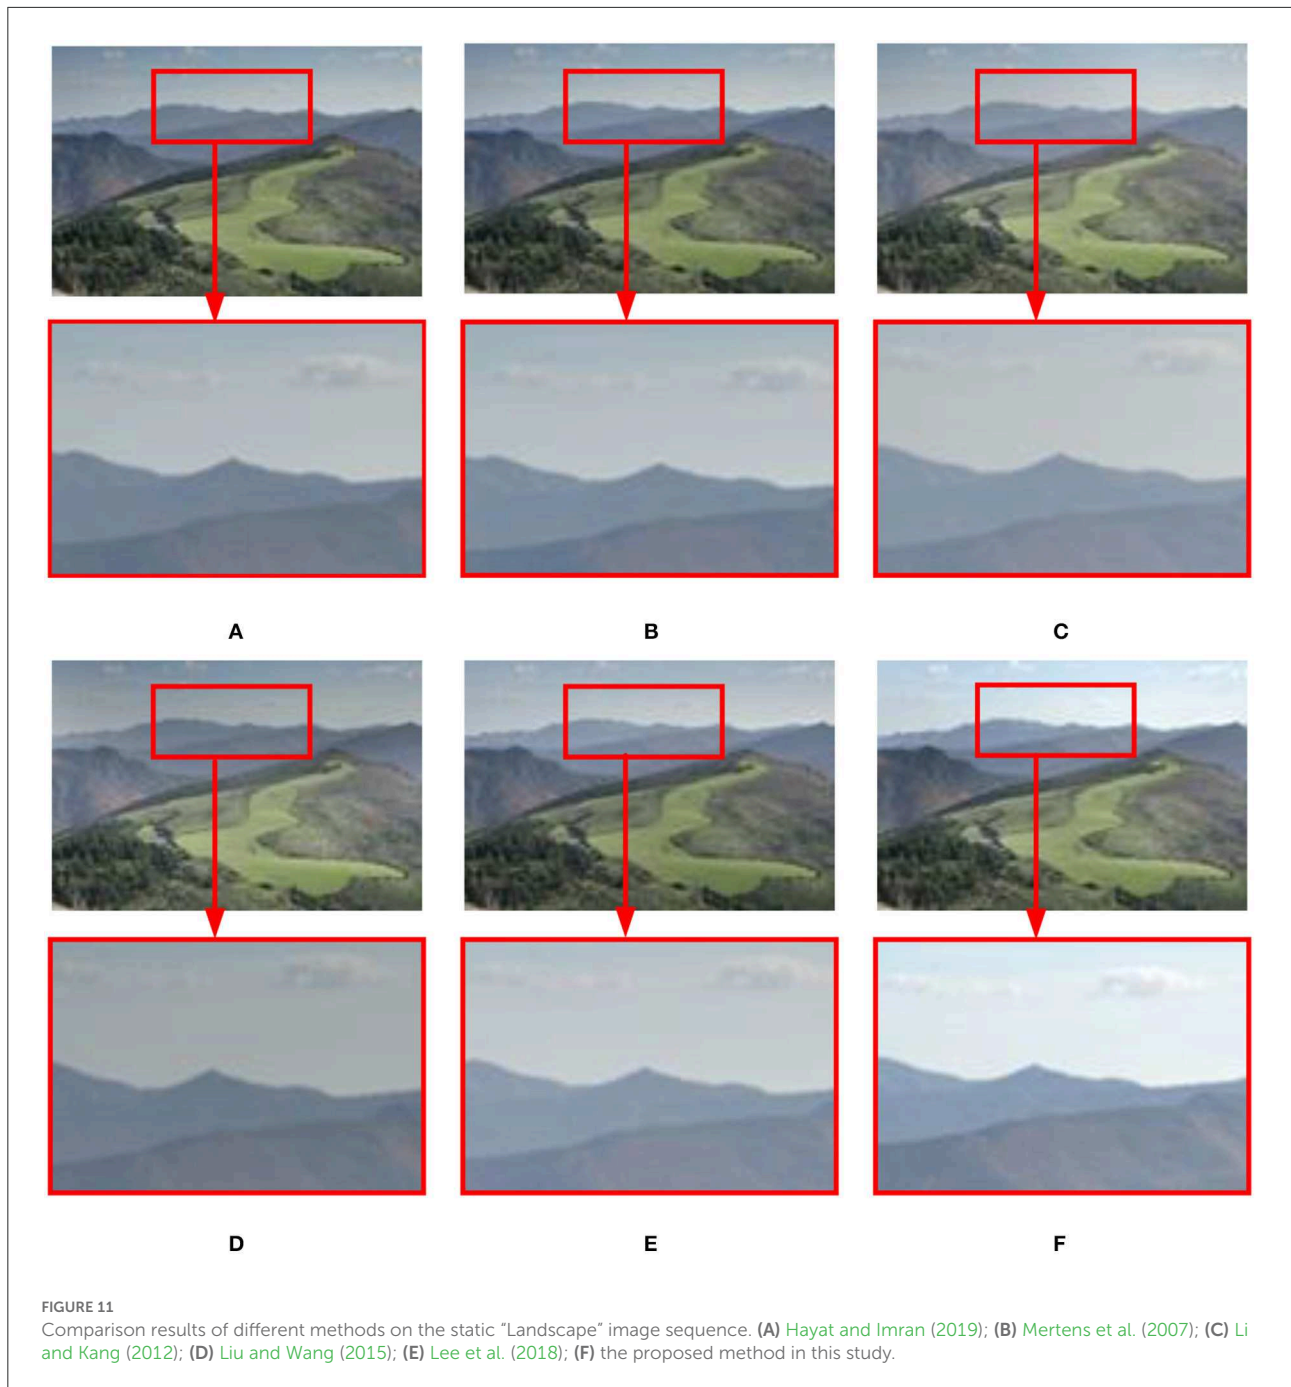 A
B
C
D
E
F
FIGURE 11
Comparison results of different methods on the static “Landscape” image sequence. (A) Hayat and Imran (2019); (B) Mertens et al. (2007); (C) Li
and Kang (2012); (D) Liu and Wang (2015); (E) Lee et al. (2018); (F) the proposed method in this study.